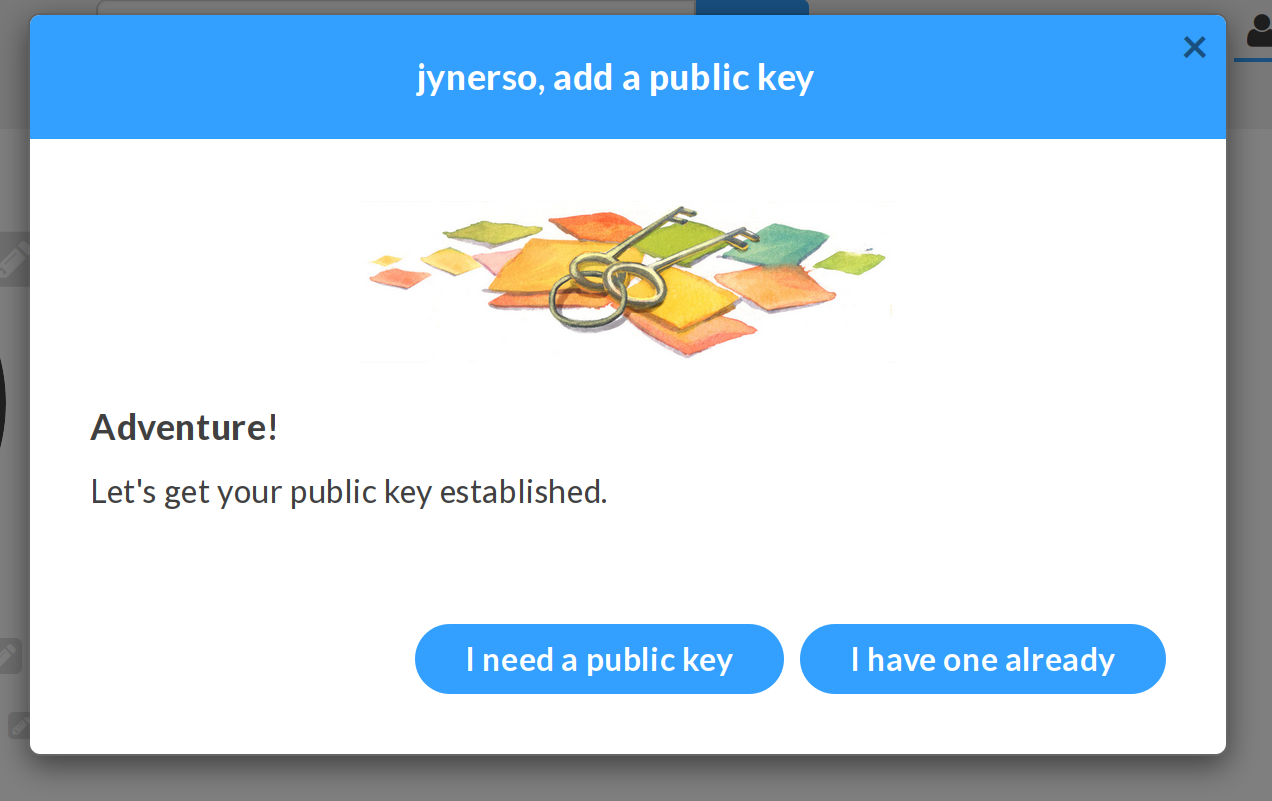 jynerso, add a public key
Adventure!
Let's get your public key established.
I need a public key
I have one already